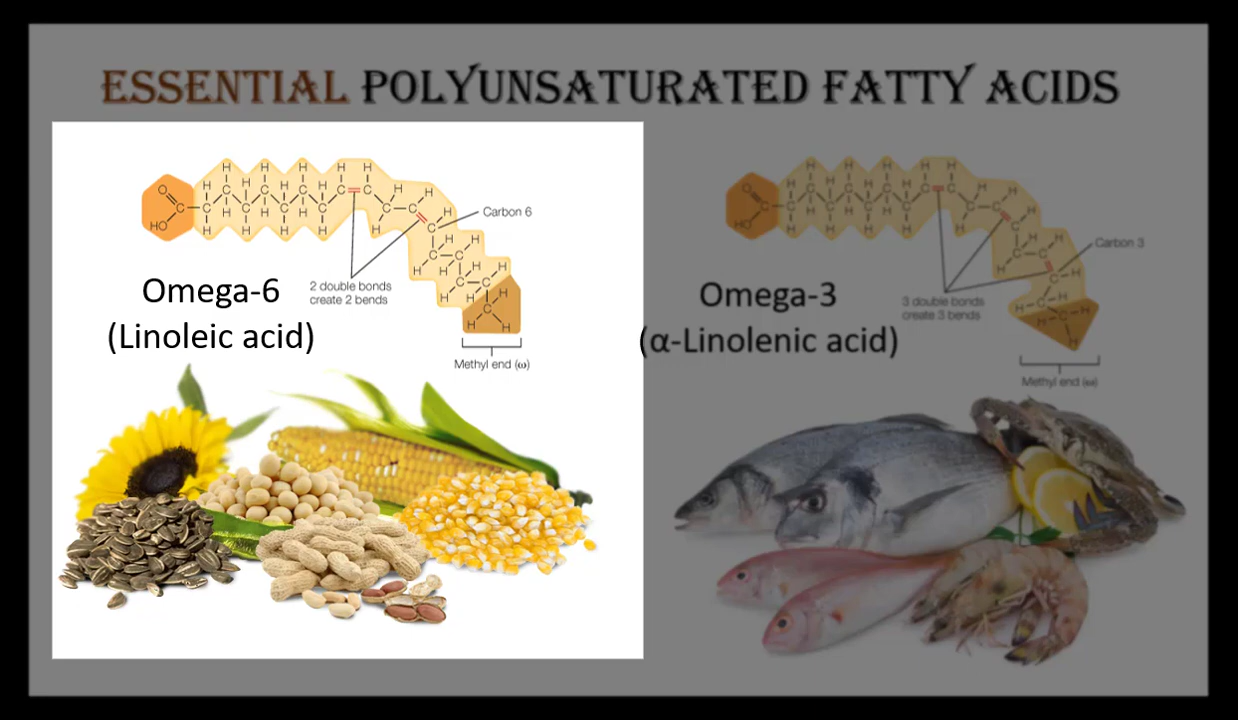 ESSENTIAL POLYUNSATURATED FATTY ACIDS
Carbon 6
2 double bonds
create 2 bends
Omega-6
(Linoleic acid)
Methyl end (ω)
Carbon 3
3 double bonds
create 3 bends
Omega-3
(α-Linolenic acid)
Methyl end (ω)